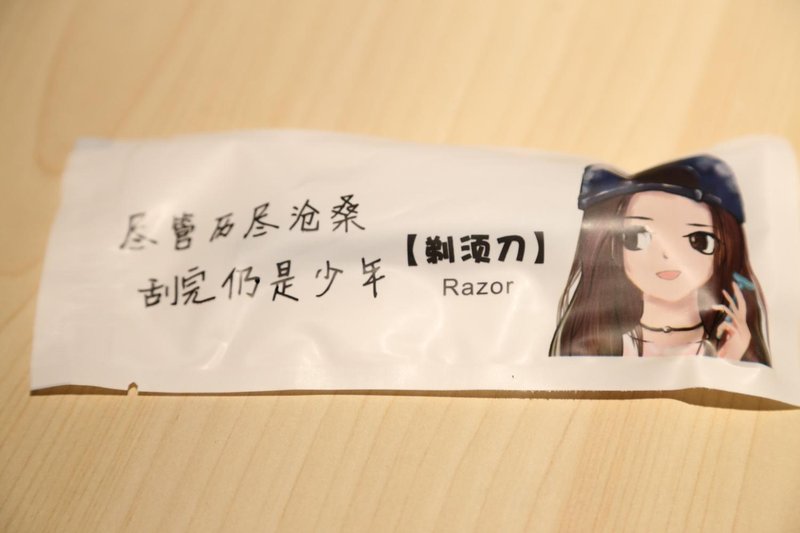 尽管历尽沧桑
刮完仍是少年
【剃须刀】
Razor